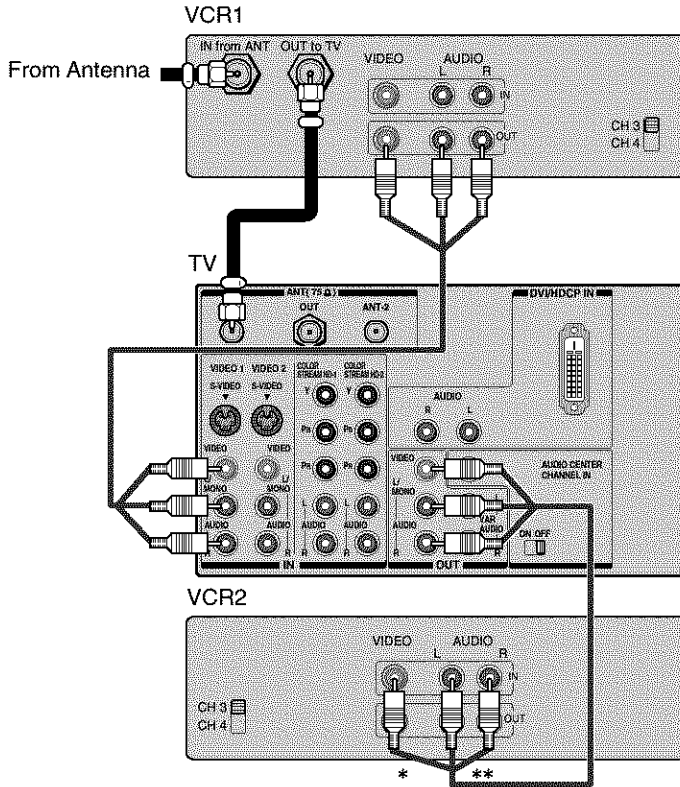 VCR1
IN from ANT OUT to TV
VIDEO AUDIO
L R
From Antenna
IN
OUT
CH 3
CH 4
TV
ANT( 75 Ω )
OUT ANT-2
DVI/HDCP IN
VIDEO 1 VIDEO 2
S-VIDEO S-VIDEO
COLOR STREAM HD-1
COLOR STREAM HD-2
Y Y
PB PB
PR PR
AUDIO
R L
VIDEO VIDEO
L/ MONO
L/ MONO
L L
AUDIO AUDIO AUDIO AUDIO
R R R
IN
VIDEO
L/ MONO
AUDIO
R
L
VAR AUDIO
R
OUT
AUDIO CENTER
CHANNEL IN
ON OFF
VCR2
VIDEO AUDIO
L R
IN
OUT
CH 3
CH 4
* **